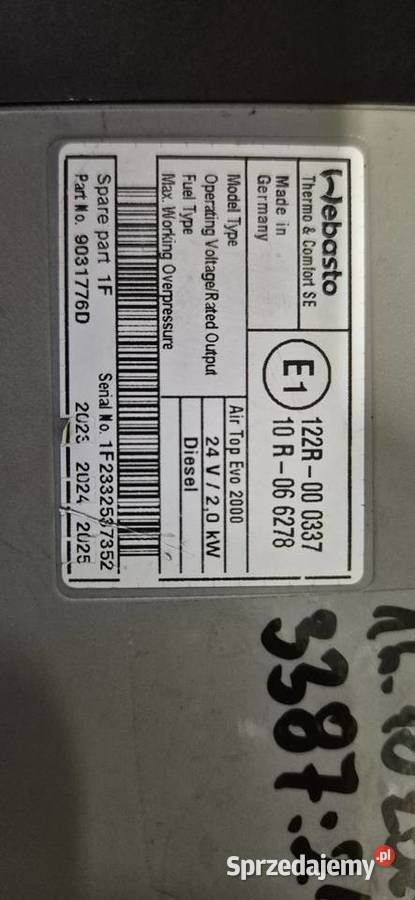 Webasto
Thermo & Comfort SE
Made in
Germany
E1
122R-00 0337
10 R-06 6278
Model Type Air Top Evo 2000
Operating Voltage/Rated Output 24 V / 2,0 kW
Fuel Type Diesel
Max. Working Overpressure
Spare part 1F Serial No. 1F2332537352
Part No. 9031776D 2023 2024 2025
3387:
Sprzedajemy.pl